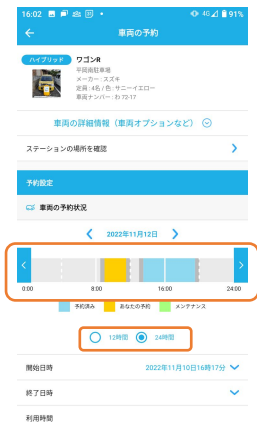 16:02 4G 91%
車両の予約
ハイブリッド ワゴンR
平岡南駐車場
メーカー:スズキ
定員:4名 / 色:サニーイエロー
車両ナンバー:わ 72-17
車両の詳細情報（車両オプションなど）
ステーションの場所を確認
予約設定
車両の予約状況
2022年11月12日
0:00 8:00 16:00 24:00
予約済み あなたの予約 メンテナンス
12時間 24時間
開始日時 2022年11月10日16時17分
終了日時
利用時間